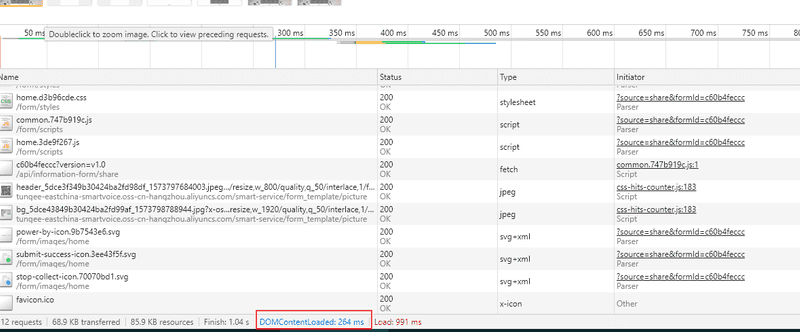 50 ms
Doubleclick to zoom image. Click to view preceding requests.
300 ms
350 ms
400 ms
450 ms
500 ms
550 ms
600 ms
650 ms
700 ms
750 ms
Name Status Type Initiator
OK
home.d3b96cde.css 200 stylesheet ?source=share&formId=c60b4feccc
/form/styles OK Parser
common.747b919c.js 200 script ?source=share&formId=c60b4feccc
/form/scripts OK Parser
home.3de9f267.js 200 script ?source=share&formId=c60b4feccc
/form/scripts OK Parser
c60b4feccc?version=v1.0 200 fetch common.747b919c.js:1
/api/information-form/share OK Script
header_5dce3f349b30424ba2fd98df_1573797684003.jpeg.../resize,w_800/quality,q_50/interlace,1/f... 200 jpeg css-hits-counter.js:183
tungee-eastchina-smartvoice.oss-cn-hangzhou.aliyuncs.com/smart-service/form_template/picture OK Script
bg_5dce43849b30424ba2fd99af_1573798788944.jpg?x-os...resize,w_1920/quality,q_50/interlace,1/... 200 jpeg css-hits-counter.js:183
tungee-eastchina-smartvoice.oss-cn-hangzhou.aliyuncs.com/smart-service/form_template/picture OK Script
power-by-icon.9b7543e6.svg 200 svg+xml ?source=share&formId=c60b4feccc
/form/images/home OK Parser
submit-success-icon.3ee43f5f.svg 200 svg+xml ?source=share&formId=c60b4feccc
/form/images/home OK Parser
stop-collect-icon.70070bd1.svg 200 svg+xml ?source=share&formId=c60b4feccc
/form/images/home OK Parser
favicon.ico 200 x-icon Other
OK
12 requests 68.9 KB transferred 85.9 KB resources Finish: 1.04 s DOMContentLoaded: 264 ms Load: 991 ms